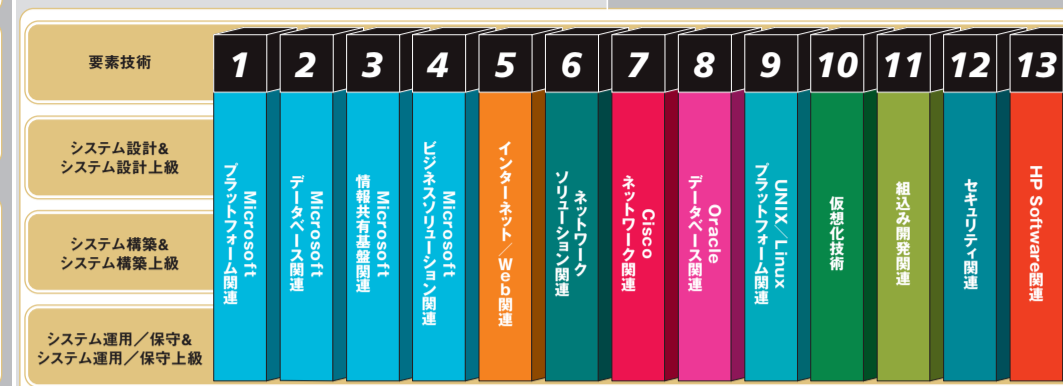 要素技術
1
2
3
4
5
6
7
8
9
10
11
12
13
システム設計&
システム設計上級
システム構築&
システム構築上級
システム運用／保守&
システム運用／保守上級
Microsoft
プラットフォーム関連
Microsoft
データベース関連
Microsoft
情報共有基盤関連
Microsoft
ビジネスソリューション関連
インターネット／Web関連
ネットワーク
ソリューション関連
Cisco
ネットワーク関連
Oracle
データベース関連
UNIX／Linux
プラットフォーム関連
仮想化技術
組込み開発関連
セキュリティ関連
HP Software関連